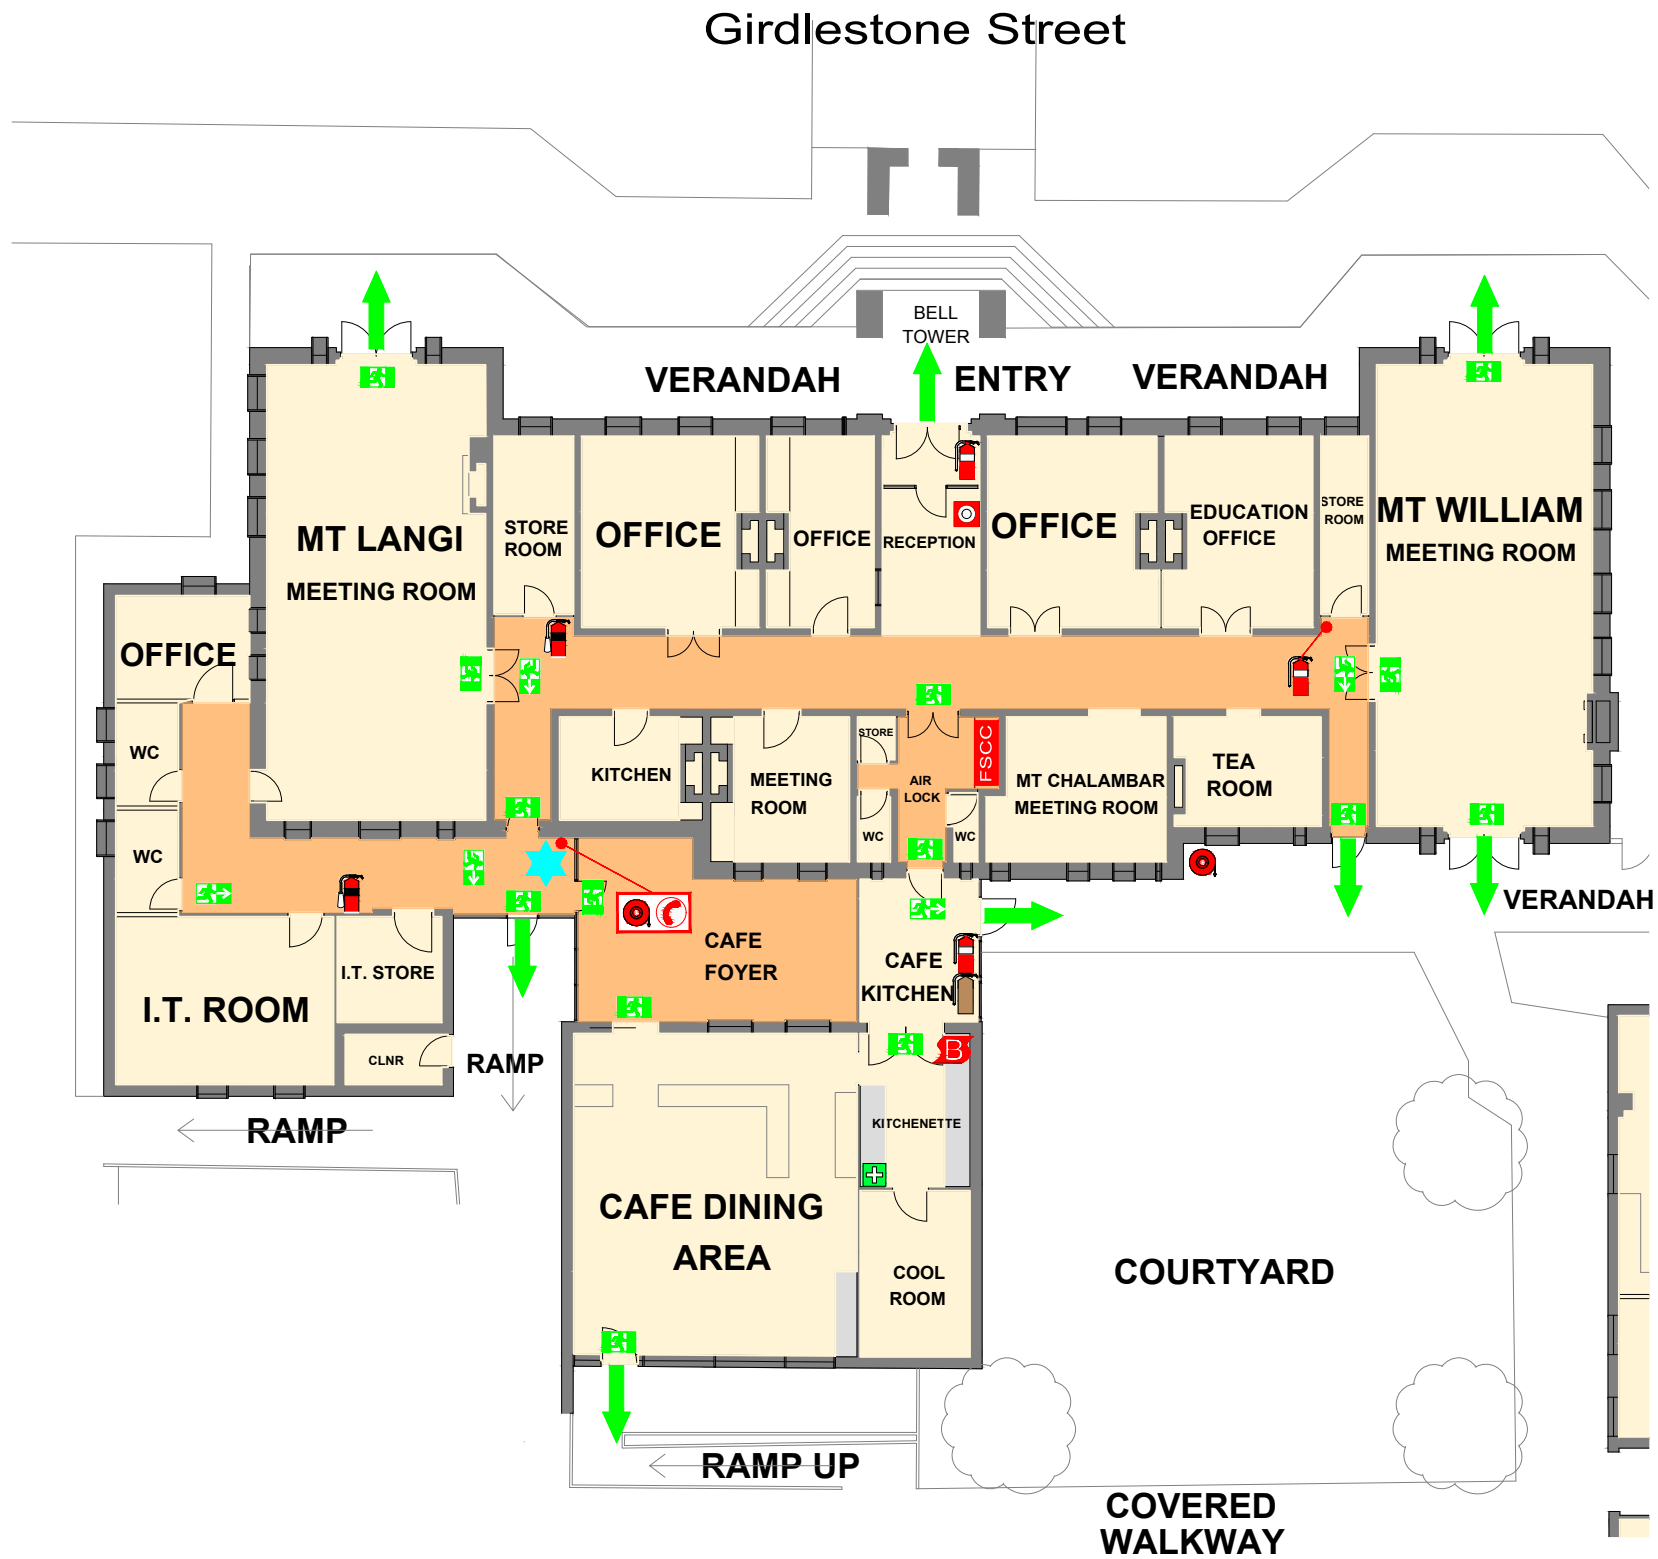 Girdlestone Street
BELL
TOWER
VERANDAH
ENTRY
VERANDAH
MT LANGI
MEETING ROOM
STORE
ROOM
OFFICE
OFFICE
RECEPTION
OFFICE
EDUCATION
OFFICE
STORE
ROOM
MT WILLIAM
MEETING ROOM
OFFICE
WC
WC
KITCHEN
MEETING
ROOM
STORE
AIR
LOCK
WC
WC
FSCC
MT CHALAMBAR
MEETING ROOM
TEA
ROOM
VERANDAH
CAFE
FOYER
CAFE
KITCHEN
I.T. STORE
I.T. ROOM
CLNR
RAMP
RAMP
B
KITCHENETTE
CAFE DINING
AREA
COOL
ROOM
COURTYARD
RAMP UP
COVERED
WALKWAY